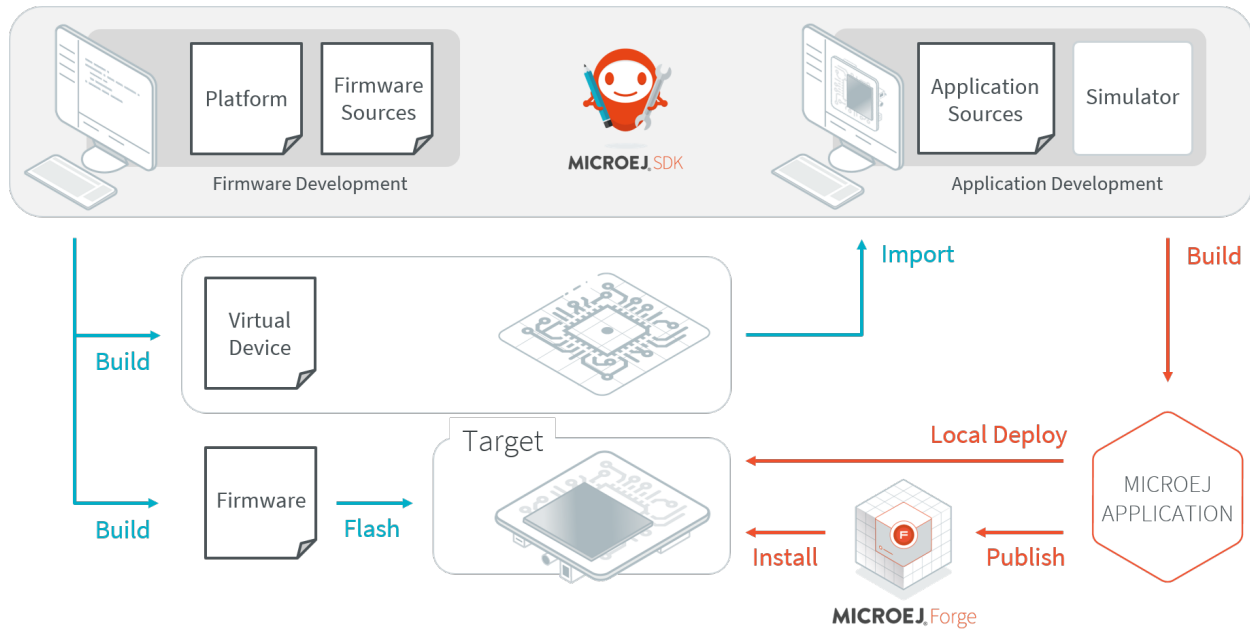 Platform
Firmware
Sources
Firmware Development
MICROEJ. SDK
Application
Sources
Simulator
Application Development
Import
Build
Virtual
Device
Build
Target
Local Deploy
MICROEJ
APPLICATION
Firmware
Build
Flash
Install
F
Publish
MICROEJ. Forge